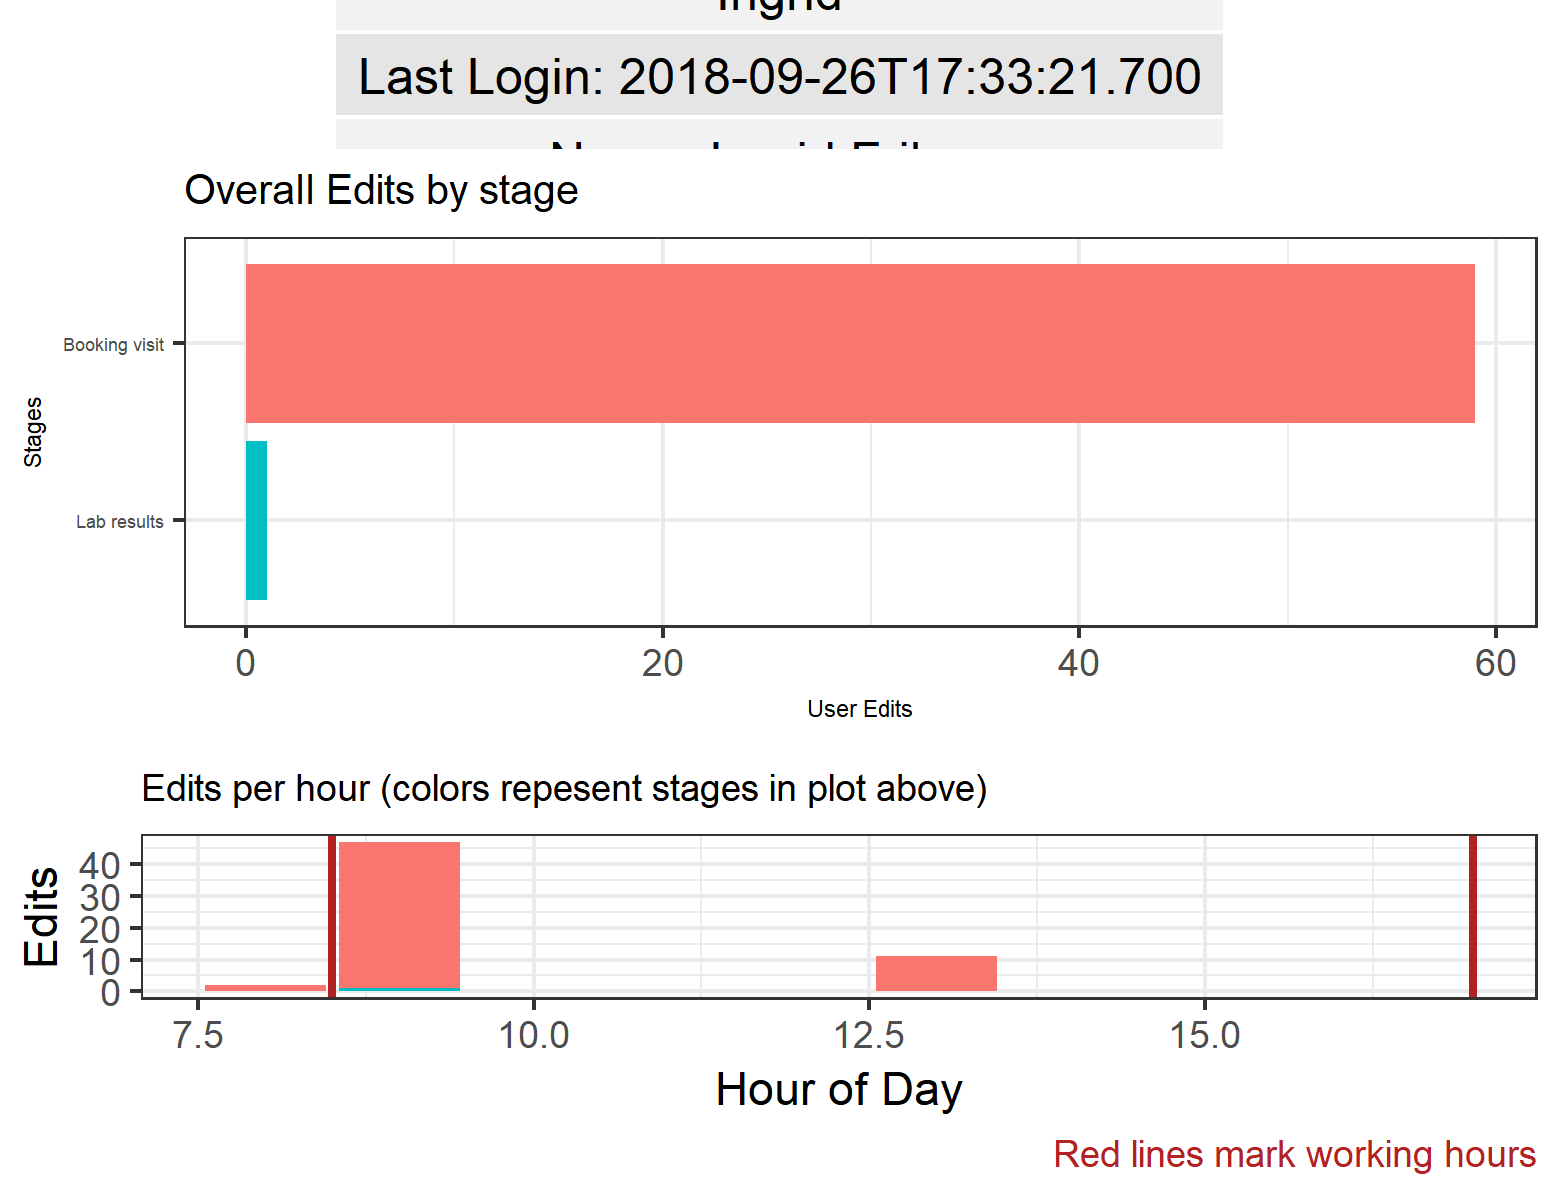 Ingrid
Last Login: 2018-09-26T17:33:21.700
Overall Edits by stage
Booking visit
Stages
Lab results
0 20 40 60
User Edits
Edits per hour (colors repesent stages in plot above)
Edits
40
30
20
10
0
7.5 10.0 12.5 15.0
Hour of Day
Red lines mark working hours